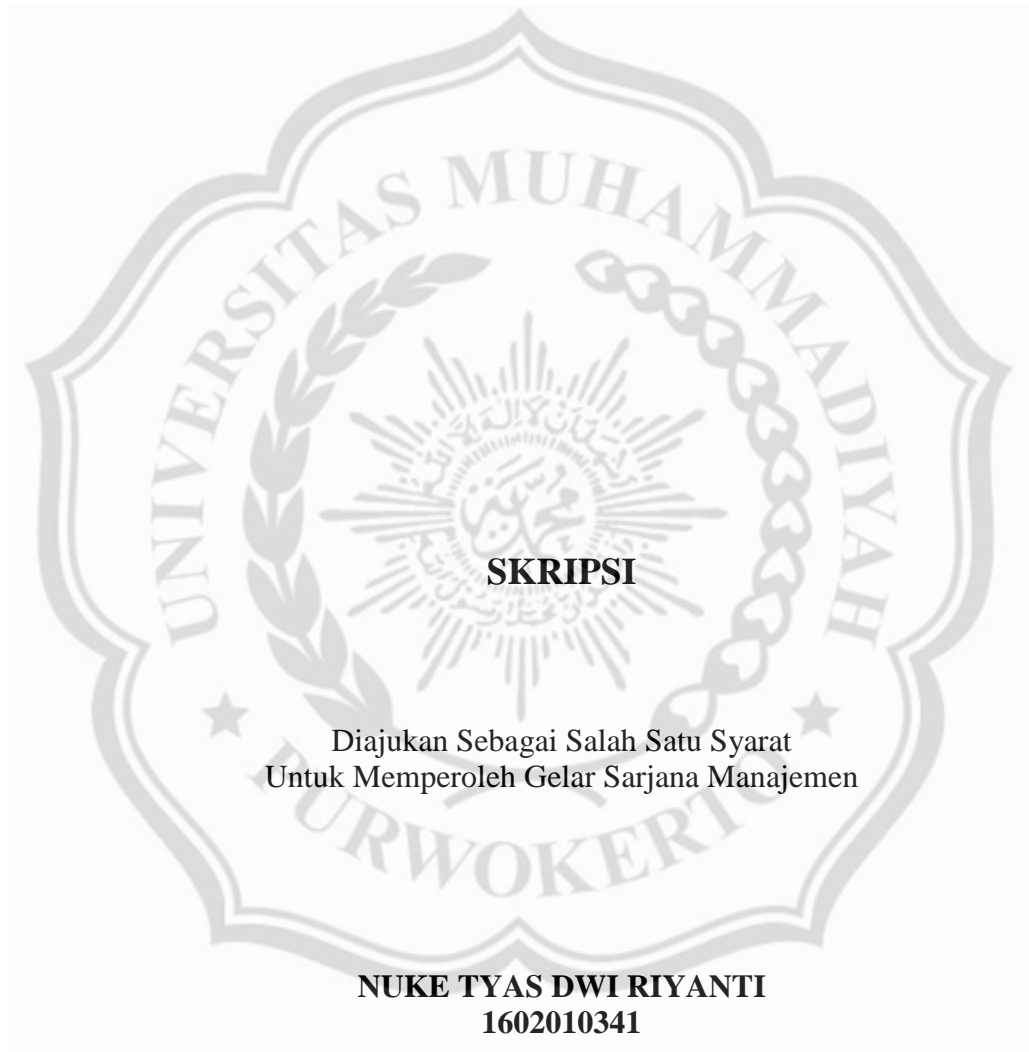 UNIVERSITAS MUHAMMADIYAH
PURWOKERTO
SKRIPSI
Diajukan Sebagai Salah Satu Syarat
Untuk Memperoleh Gelar Sarjana Manajemen
NUKE TYAS DWI RIYANTI
1602010341